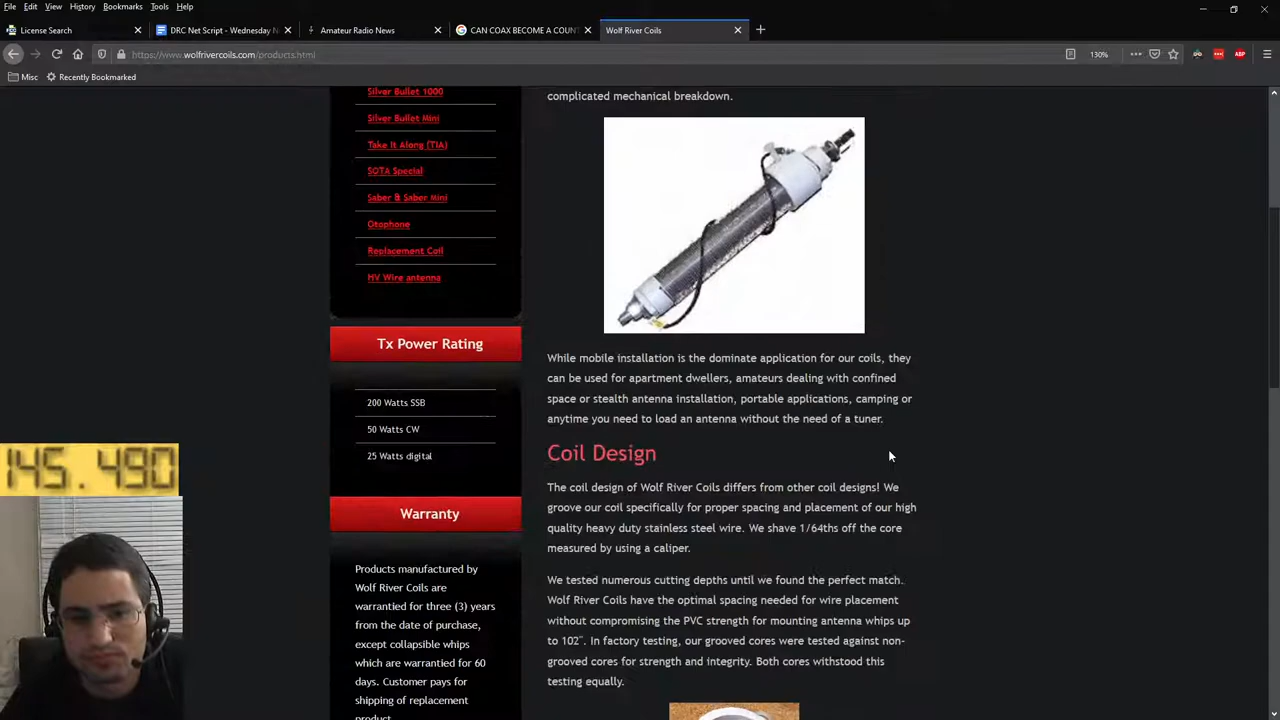 File Edit View History Bookmarks Tools Help
License Search
DRC Net Script - Wednesday N
Amateur Radio News
CAN COAX BECOME A COUNT
Wolf River Coils
https://www.wolfrivercoils.com/products.html
130%
Misc
Recently Bookmarked
Silver Bullet 1000
Silver Bullet Mini
Take It Along (TIA)
SOTA Special
Saber & Saber Mini
Otophone
Replacement Coil
HV Wire antenna
Tx Power Rating
200 Watts SSB
50 Watts CW
25 Watts digital
Warranty
Products manufactured by
Wolf River Coils are
warrantied for three (3) years
from the date of purchase,
except collapsible whips
which are warrantied for 60
days. Customer pays for
shipping of replacement
product.
complicated mechanical breakdown.
While mobile installation is the dominate application for our coils, they
can be used for apartment dwellers, amateurs dealing with confined
space or stealth antenna installation, portable applications, camping or
anytime you need to load an antenna without the need of a tuner.
Coil Design
The coil design of Wolf River Coils differs from other coil designs! We
groove our coil specifically for proper spacing and placement of our high
quality heavy duty stainless steel wire. We shave 1/64ths off the core
measured by using a caliper.
We tested numerous cutting depths until we found the perfect match.
Wolf River Coils have the optimal spacing needed for wire placement
without compromising the PVC strength for mounting antenna whips up
to 102". In factory testing, our grooved cores were tested against non-
grooved cores for strength and integrity. Both cores withstood this
testing equally.
145.490